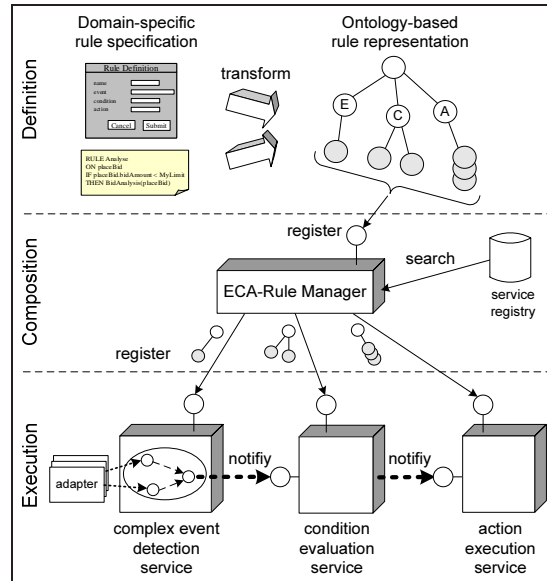 Domain-specific
rule specification
Ontology-based
rule representation
Definition
Rule Definition
name
event
condition
action
Cancel
Submit
transform
E
C
A
RULE Analyse
ON placeBid
IF placeBid.bidAmount < MyLimit
THEN BidAnalysis(placeBid)
Composition
register
search
ECA-Rule Manager
service
registry
register
Execution
adapter
notifiy
notifiy
complex event
detection
service
condition
evaluation
service
action
execution
service